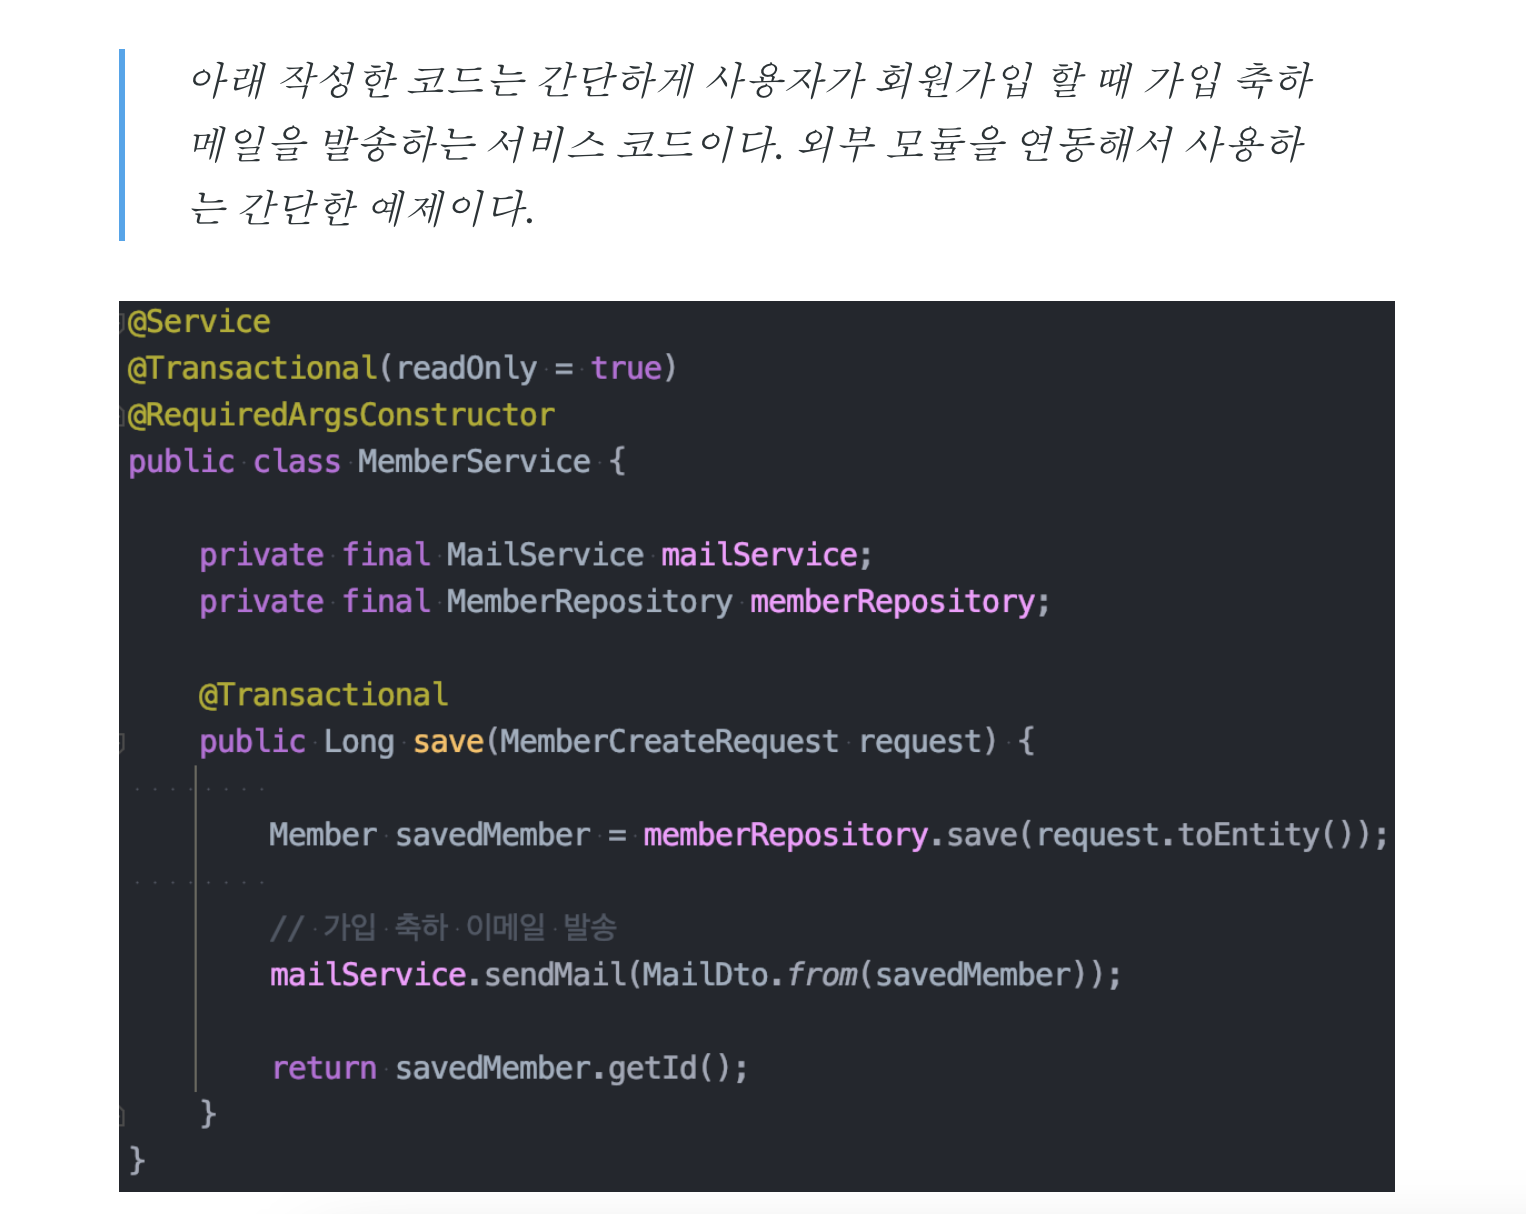 아래 작성한 코드는 간단하게 사용자가 회원가입 할 때 가입 축하
메일을 발송하는 서비스 코드이다. 외부 모듈을 연동해서 사용하
는 간단한 예제이다.
@Service
@Transactional(readOnly = true)
@RequiredArgsConstructor
public class MemberService {
private final MailService mailService;
private final MemberRepository memberRepository;
@Transactional
public Long save(MemberCreateRequest request) {
Member savedMember = memberRepository.save(request.toEntity());
// 가입 축하 이메일 발송
mailService.sendMail(MailDto.from(savedMember));
return savedMember.getId();
}
}